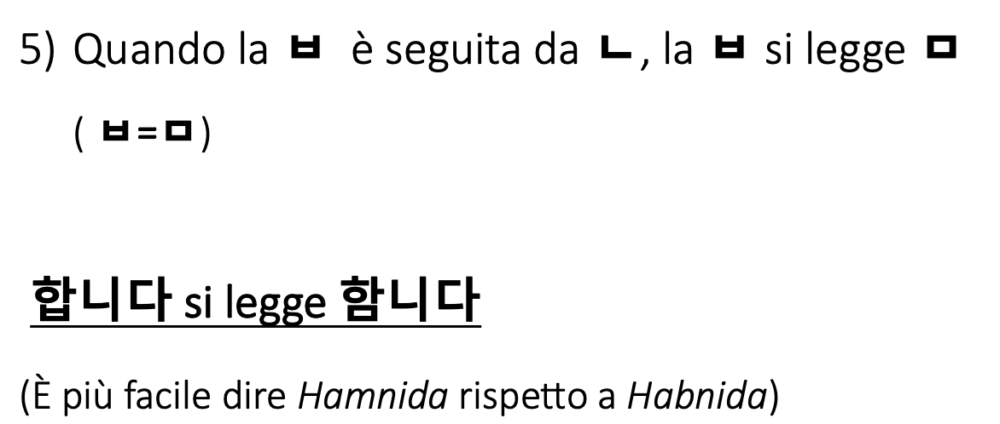 5) Quando la ㅂ è seguita da ㄴ, la ㅂ si legge ㅁ
( ㅂ=ㅁ)
합니다 si legge 함니다
(È più facile dire Hamnida rispetto a Habnida)